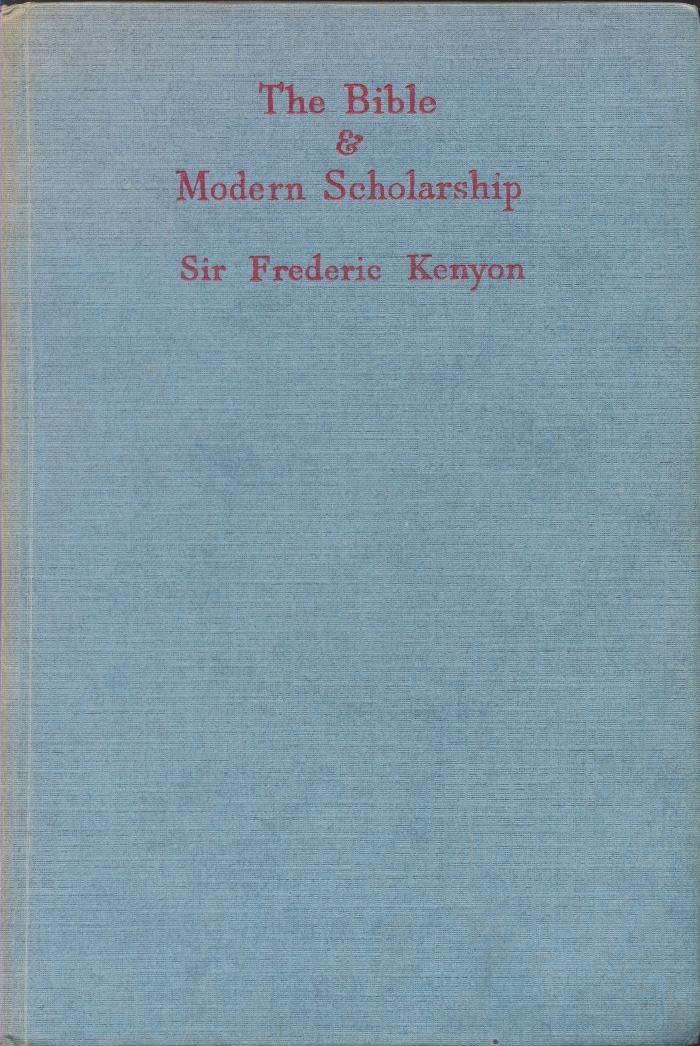 The Bible
&
Modern Scholarship
Sir Frederic Kenyon